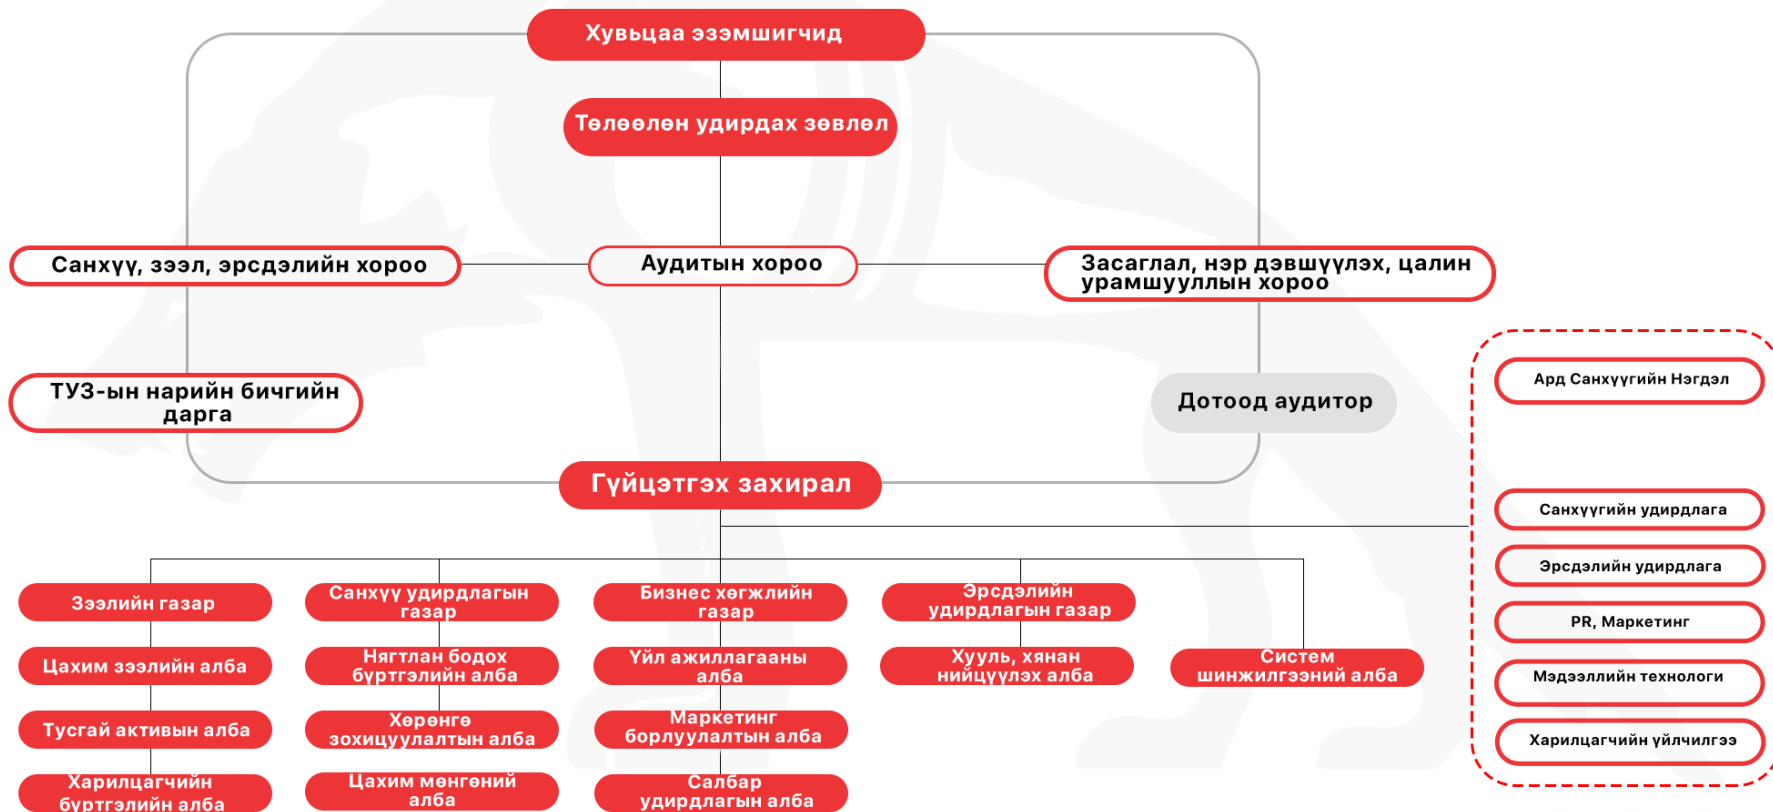 Хувьцаа эзэмшигчид
Төлөөлөн удирдах зөвлөл
Санхүү, зээл, эрсдэлийн хороо
Аудитын хороо
Засаглал, нэр дэвшүүлэх, цалин
урамшууллын хороо
ТУЗ-ын нарийн бичгийн
дарга
Дотоод аудитор
Гүйцэтгэх захирал
Зээлийн газар
Цахим зээлийн алба
Тусгай активын алба
Харилцагчийн
бүртгэлийн алба
Санхүү удирдлагын
газар
Нягтлан бодох
бүртгэлийн алба
Хөрөнгө
зохицуулалтын алба
Цахим мөнгөний
алба
Бизнес хөгжлийн
газар
Үйл ажиллагааны
алба
Маркетинг
борлуулалтын алба
Салбар
удирдлагын алба
Эрсдэлийн
удирдлагын газар
Хууль, хянан
нийцүүлэх алба
Систем
шинжилгээний алба
Ард Санхүүгийн Нэгдэл
Санхүүгийн удирдлага
Эрсдэлийн удирдлага
PR, Маркетинг
Мэдээллийн технологи
Харилцагчийн үйлчилгээ